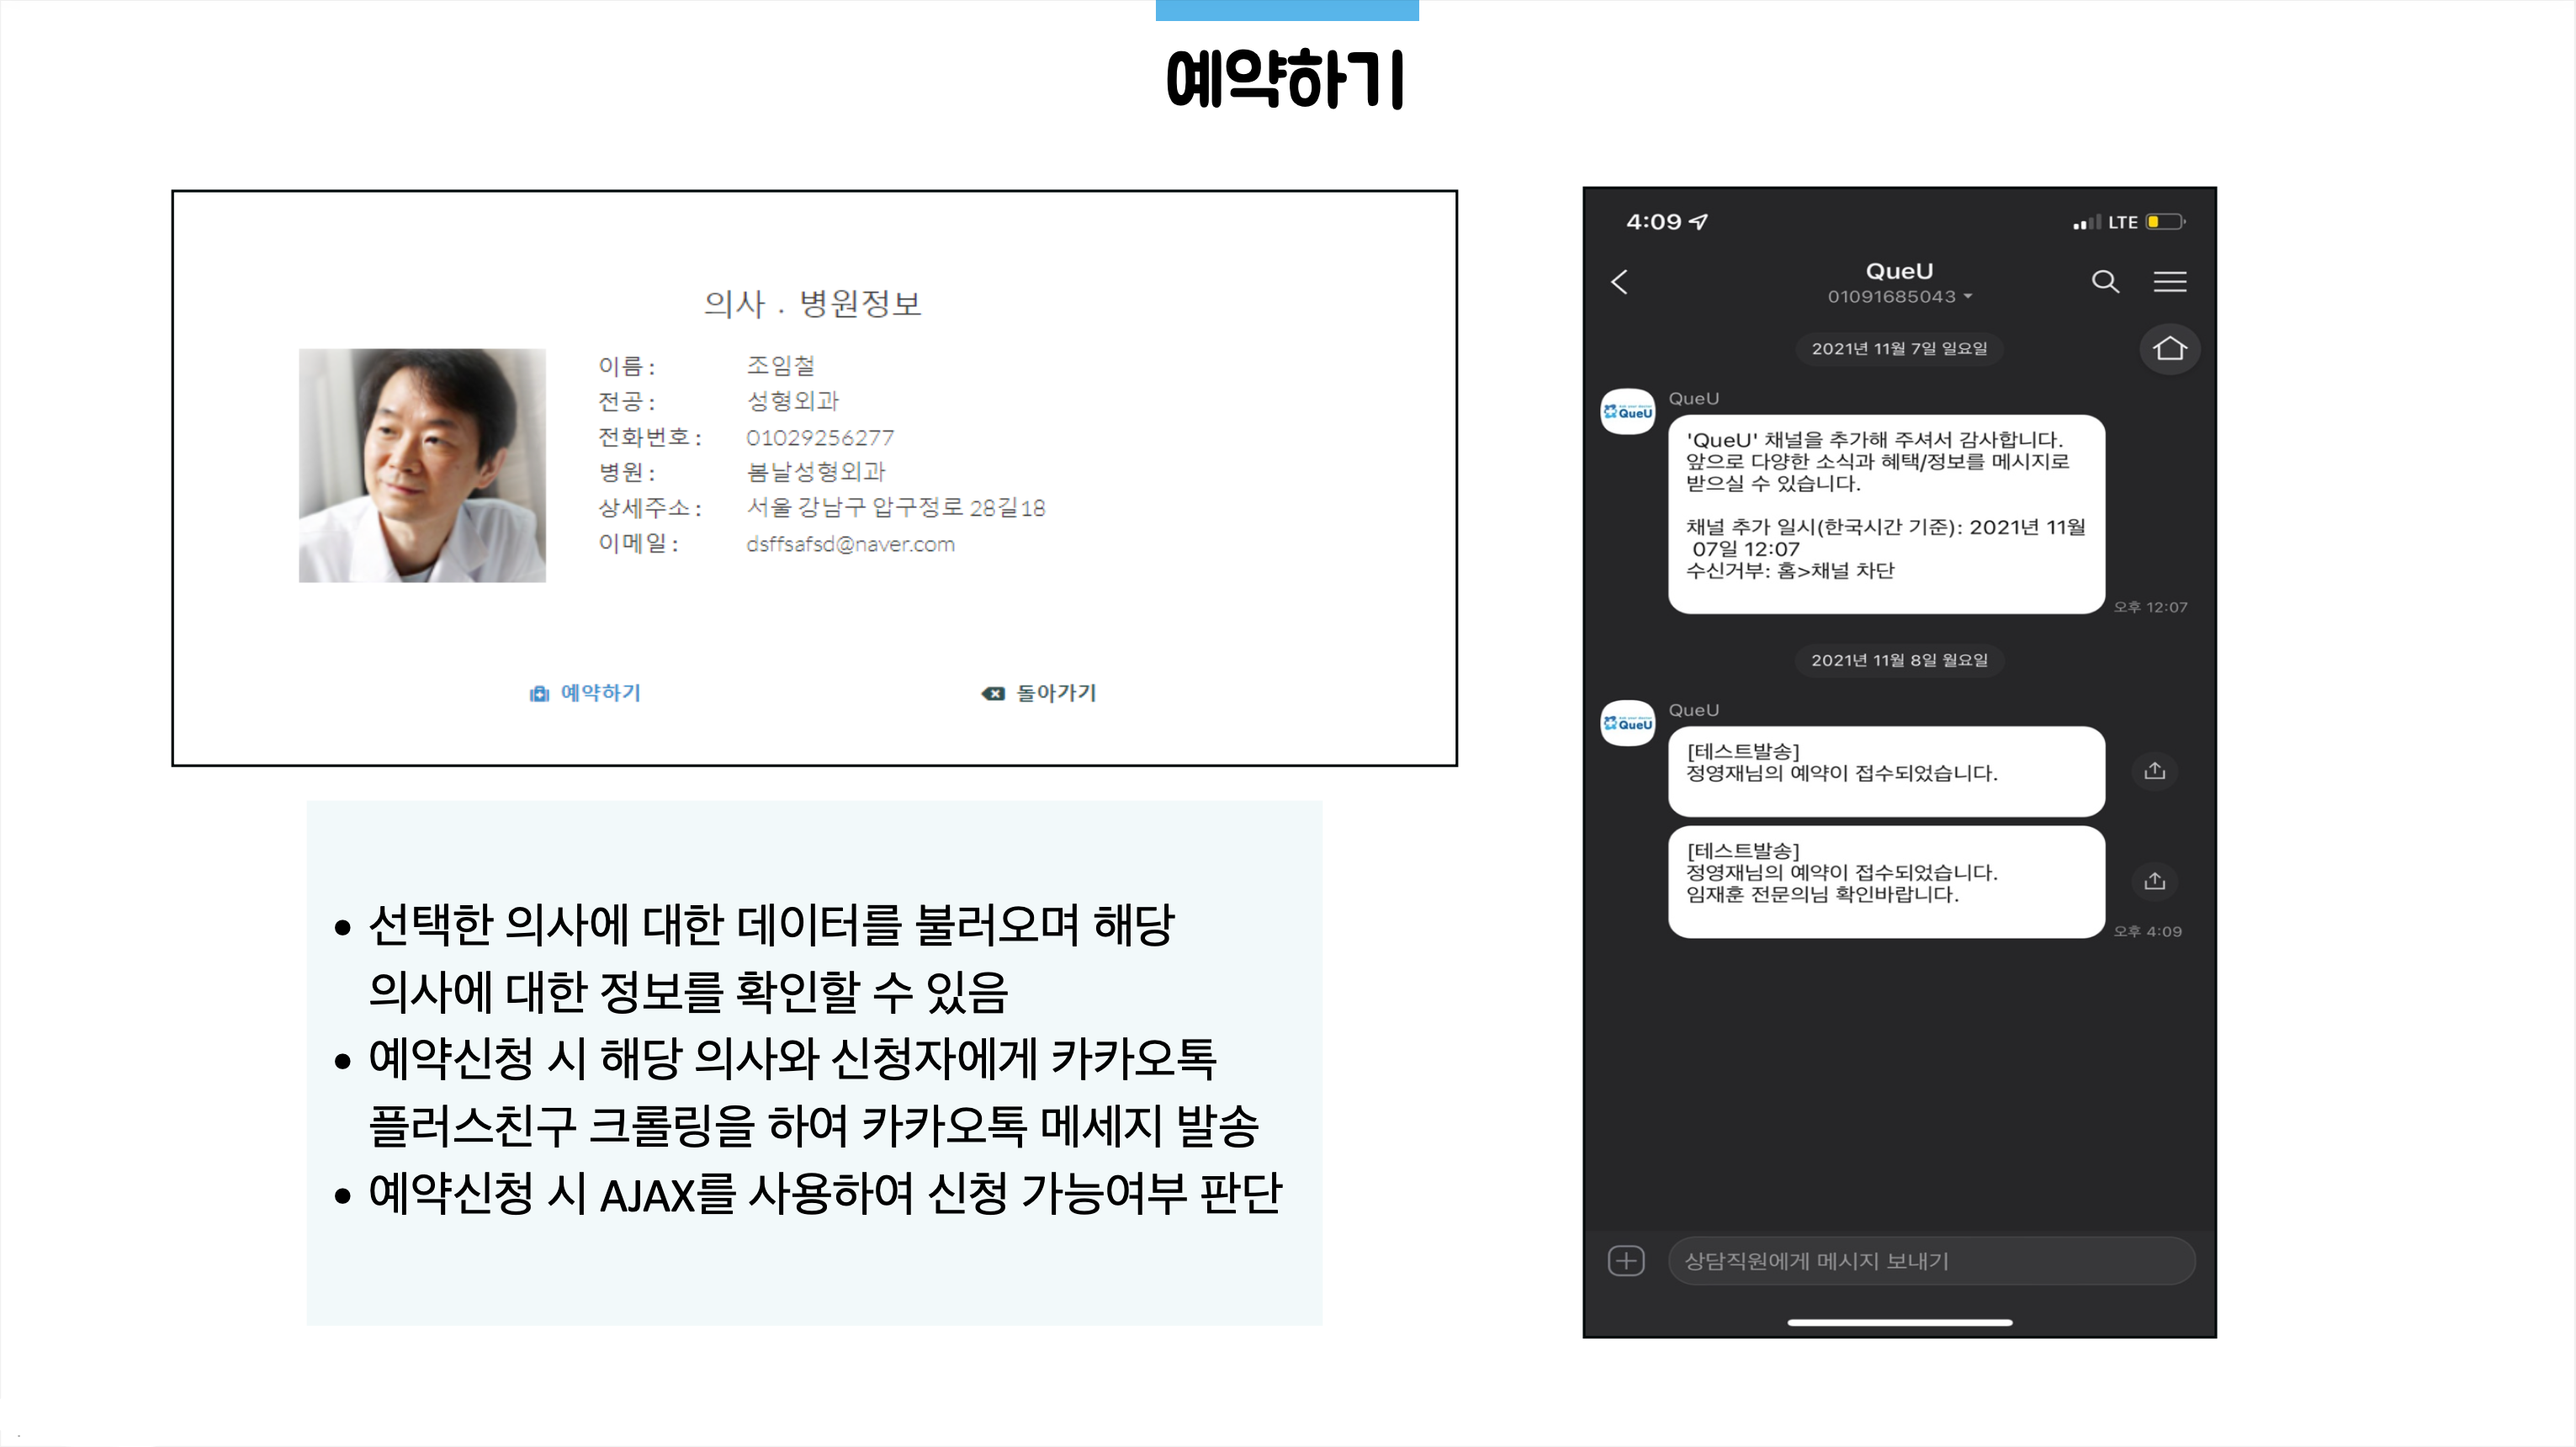 예약하기
의사 . 병원정보
이름 : 조임철
전공 : 성형외과
전화번호 : 01029256277
병원 : 봄날성형외과
상세주소 : 서울 강남구 압구정로 28길18
이메일 : dsffsafsd@naver.com
예약하기 돌아가기
• 선택한 의사에 대한 데이터를 불러오며 해당
의사에 대한 정보를 확인할 수 있음
• 예약신청 시 해당 의사와 신청자에게 카카오톡
플러스친구 크롤링을 하여 카카오톡 메세지 발송
• 예약신청 시 AJAX를 사용하여 신청 가능여부 판단
4:09 LTE
QueU
01091685043
2021년 11월 7일 일요일
QueU
QueU
'QueU' 채널을 추가해 주셔서 감사합니다.
앞으로 다양한 소식과 혜택/정보를 메시지로
받으실 수 있습니다.
채널 추가 일시(한국시간 기준): 2021년 11월
07일 12:07
수신거부: 홈>채널 차단
오후 12:07
2021년 11월 8일 월요일
QueU
QueU
[테스트발송]
정영재님의 예약이 접수되었습니다.
[테스트발송]
정영재님의 예약이 접수되었습니다.
임재훈 전문의님 확인바랍니다.
오후 4:09
상담직원에게 메시지 보내기